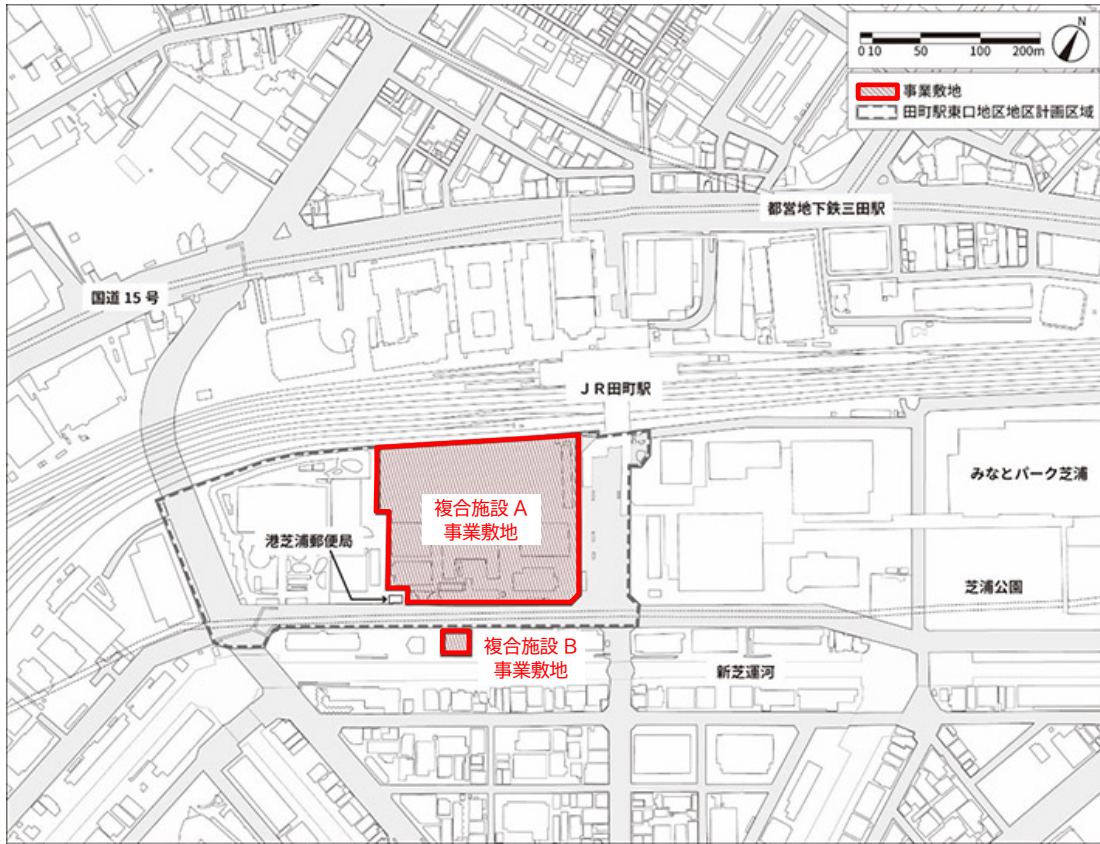 N
0 10 50 100 200m
事業敷地
田町駅東口地区地区計画区域
都営地下鉄三田駅
国道 15 号
ＪＲ田町駅
みなとパーク芝浦
複合施設 A
事業敷地
港芝浦郵便局
芝浦公園
複合施設 B
事業敷地
新芝運河